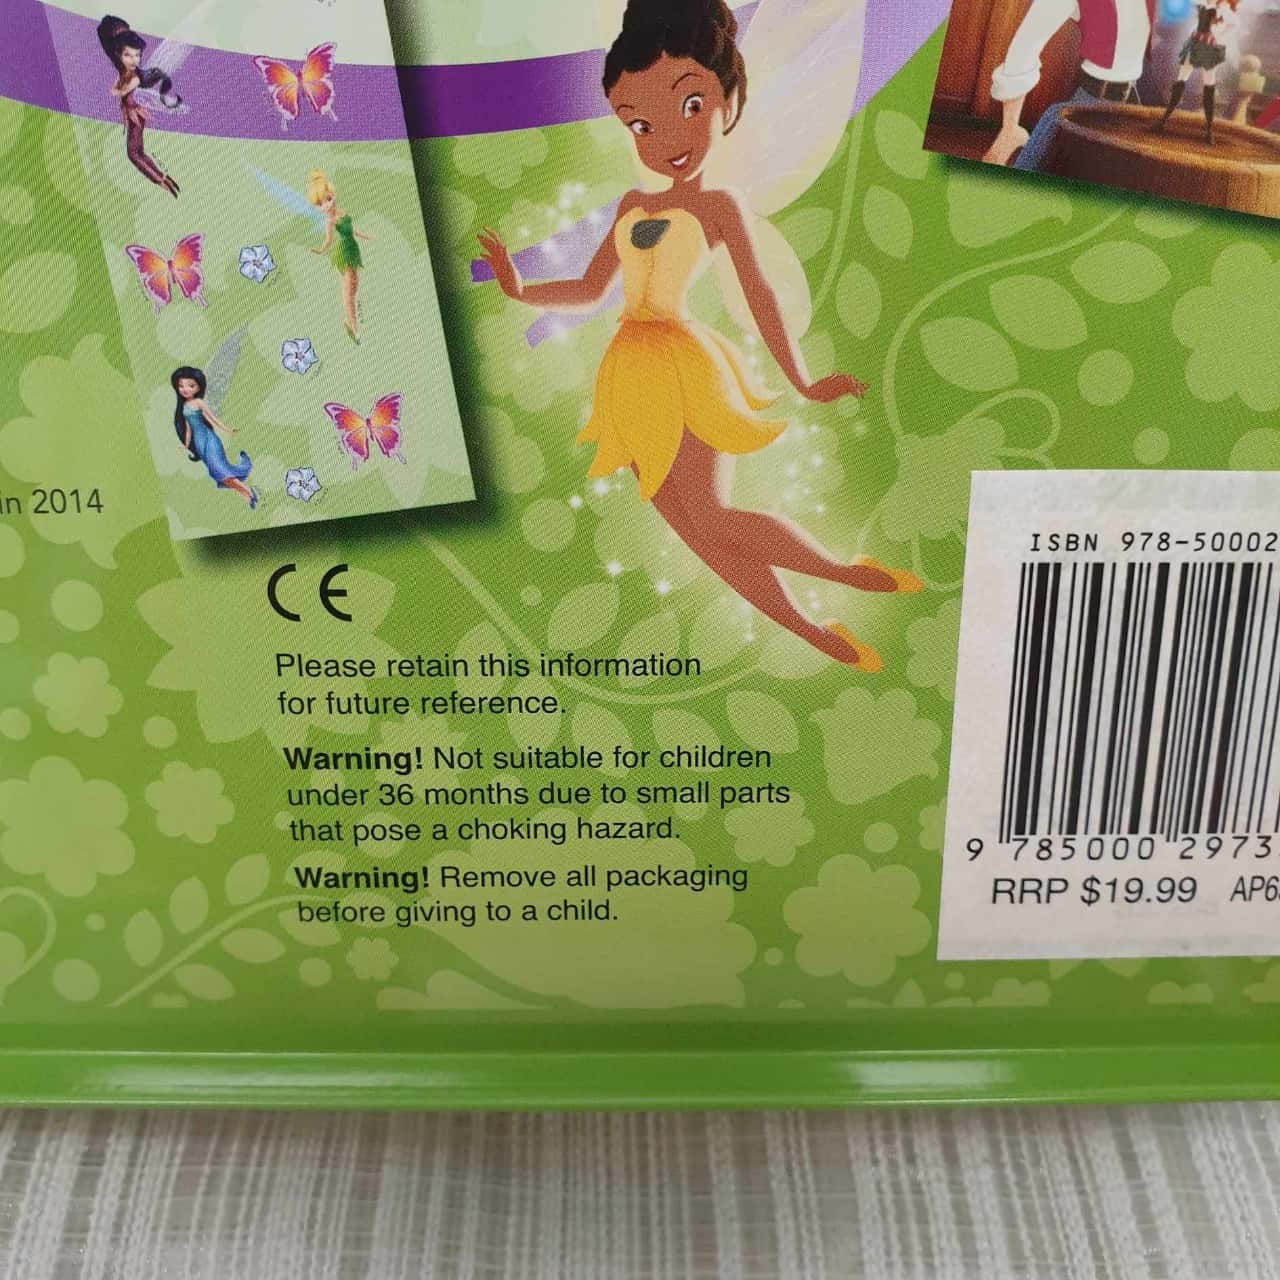 in 2014
CE
Please retain this information
for future reference.
Warning! Not suitable for children
under 36 months due to small parts
that pose a choking hazard.
Warning! Remove all packaging
before giving to a child.
ISBN 978-50002
9 785000 2973
RRP $19.99 AP6